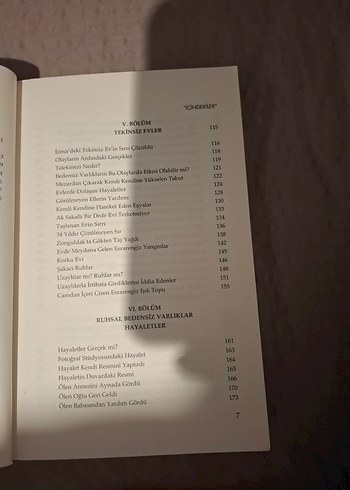 "İÇİNDEKİLER"
V. BÖLÜM
TEKİNSİZ EVLER 115
İzmir'deki Tekinsiz Ev'in Sırrı Çözüldü 116
Olayların Ardındaki Gerçekler 118
Telekinezi Nedir? 119
Bedensiz Varlıkların Bu Olaylarda Etkisi Olabilir mi? 121
Mezardan Çıkarak Kendi Kendine Yükselen Tabut 122
Evlerde Dolaşan Hayaletler 124
Görülmeyen Ellerin Yardımı 128
Kendi Kendine Hareket Eden Eşyalar 130
Ak Sakallı Bir Dede Evi Terketmiyor 133
Taşlanan Evin Sırrı 134
34 Yıldır Çözülmeyen Sır 136
Zonguldak'ta Gökten Taş Yağdı 138
Evde Meydana Gelen Esrarengiz Yangınlar 142
Korku Evi 145
Şakacı Ruhlar 146
Uzaylılar mı? Ruhlar mı? 148
Uzaylılarla İrtibata Girdiklerini İddia Edenler 151
Camdan İçeri Giren Esrarengiz Işık Topu 155
VI. BÖLÜM
RUHSAL BEDENSİZ VARLIKLAR
HAYALETLER
Hayaletler Gerçek mi? 161
Fotoğraf Stüdyosundaki Hayalet 163
Hayalet Kendi Resmini Yaptırdı 164
Hayaletin Duvardaki Resmi 165
Ölen Annesini Aynada Gördü 166
Ölen Oğlu Geri Geldi 170
Ölen Babasından Yardım Gördü 173
7